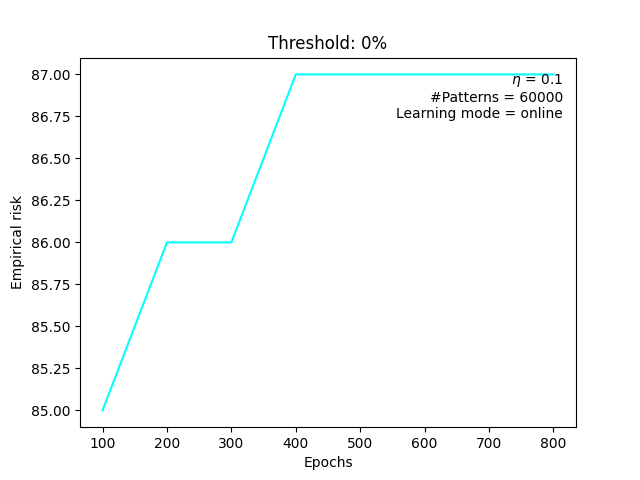 Threshold: 0%
87.00
86.75
86.50
86.25
86.00
85.75
85.50
85.25
85.00
Empirical risk
η = 0.1
#Patterns = 60000
Learning mode = online
100 200 300 400 500 600 700 800
Epochs